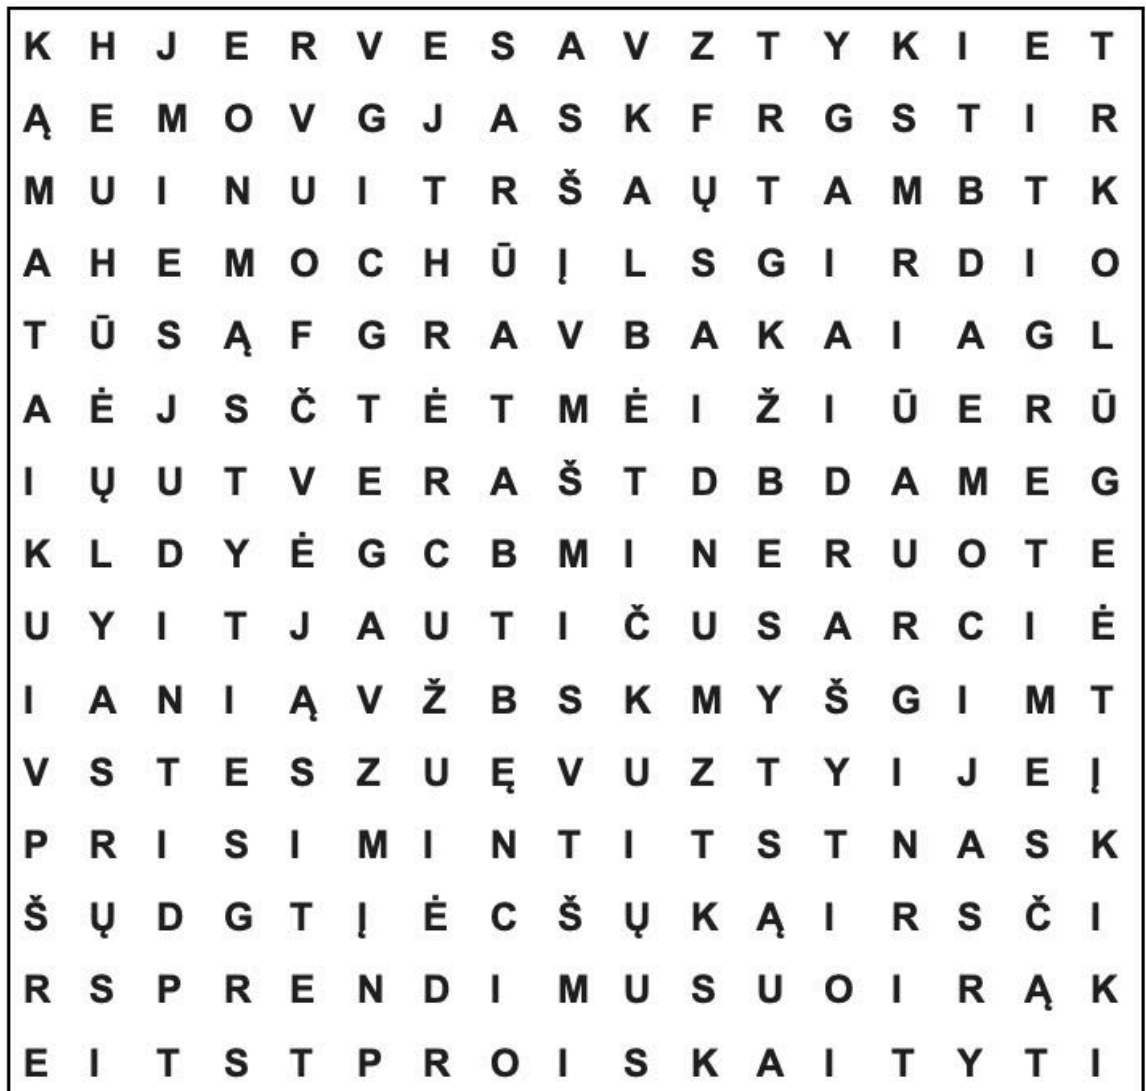 K H J E R V E S A V Z T Y K I E T
Ą E M O V G J A S K F R G S T I R
M U I N U I T R Š A Ų T A M B T K
A H E M O C H Ū Į L S G I R D I O
T Ū S Ą F G R A V B A K A I A G L
A Ė J S Č T Ė T M Ė I Ž I Ū E R Ū
I Ų U T V E R A Š T D B D A M E G
K L D Y Ė G C B M I N E R U O T E
U Y I T J A U T I Č U S A R C I Ė
I A N I Ą V Ž B S K M Y Š G I M T
V S T E S Z U Ę V U Z T Y I J E Į
P R I S I M I N T I T S T N A S K
Š Ų D G T Į Ė C Š Ų K Ą I R S Č I
R S P R E N D I M U S U O I R Ą K
E I T S T P R O I S K A I T Y T I